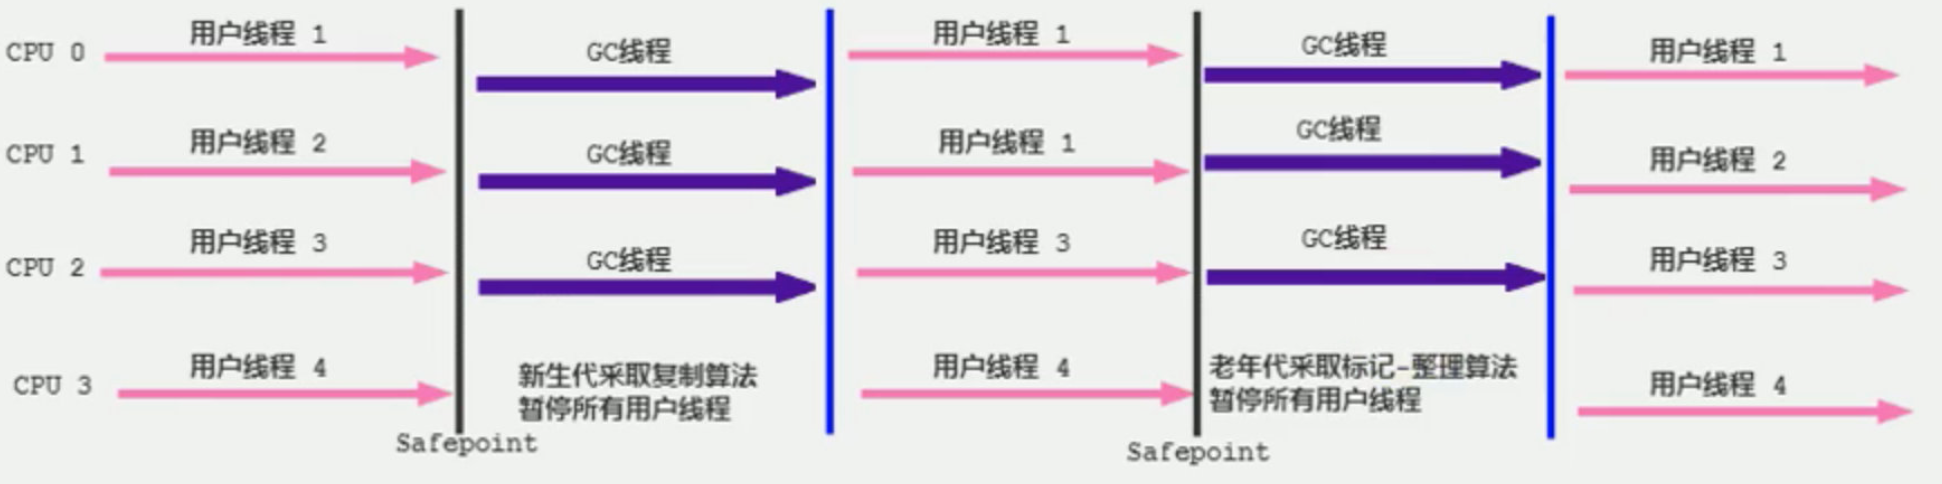 CPU 0
用户线程 1
GC线程
用户线程 1
GC线程
用户线程 1
CPU 1
用户线程 2
GC线程
用户线程 1
GC线程
用户线程 2
CPU 2
用户线程 3
GC线程
用户线程 3
GC线程
用户线程 3
CPU 3
用户线程 4
新生代采取复制算法
暂停所有用户线程
用户线程 4
老年代采取标记-整理算法
暂停所有用户线程
用户线程 4
Safepoint
Safepoint